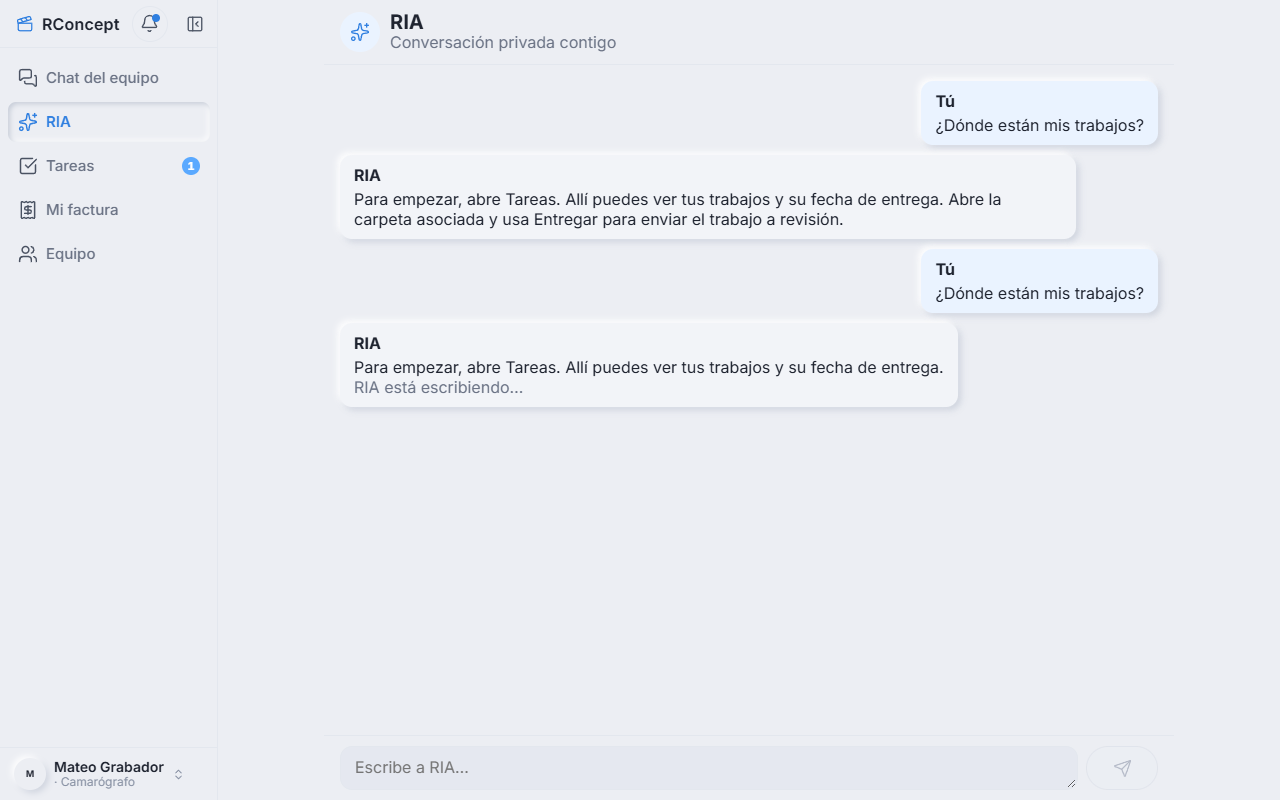 RConcept
Chat del equipo
RIA
Tareas
1
Mi factura
Equipo
M
Mateo Grabador
· Camarógrafo
RIA
Conversación privada contigo
Tú
¿Dónde están mis trabajos?
RIA
Para empezar, abre Tareas. Allí puedes ver tus trabajos y su fecha de entrega. Abre la
carpeta asociada y usa Entregar para enviar el trabajo a revisión.
Tú
¿Dónde están mis trabajos?
RIA
Para empezar, abre Tareas. Allí puedes ver tus trabajos y su fecha de entrega.
RIA está escribiendo...
Escribe a RIA...